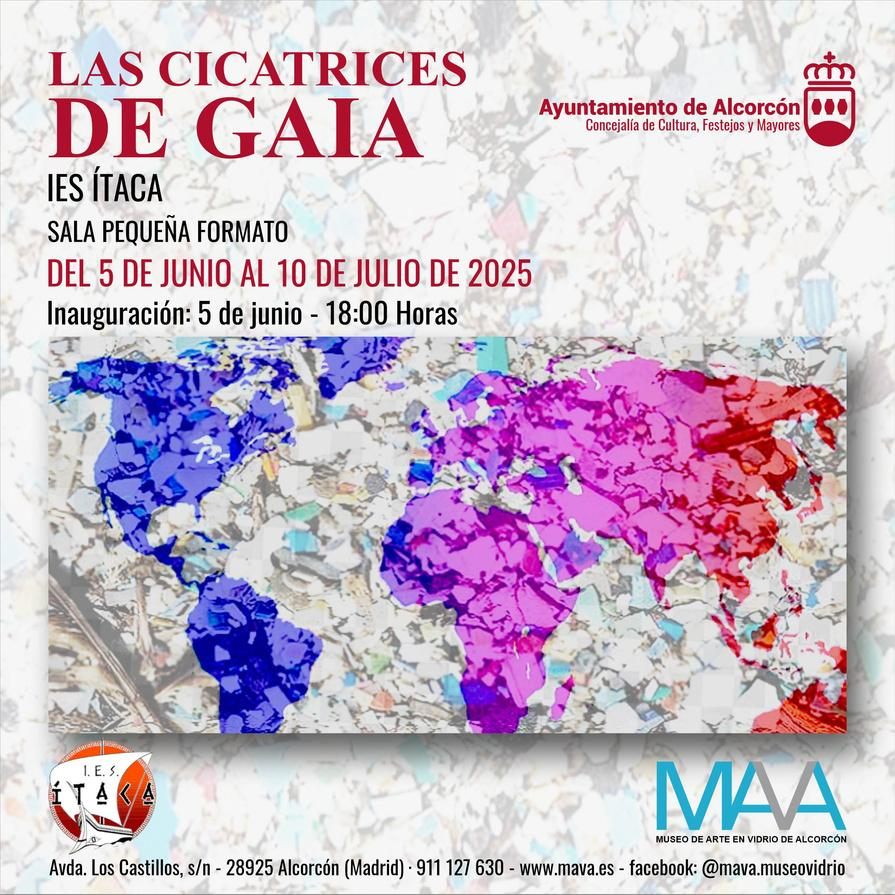 LAS CICATRICES
DE GAIA
Ayuntamiento de Alcorcón
Concejalía de Cultura, Festejos y Mayores
IES ÍTACA
SALA PEQUEÑA FORMATO
DEL 5 DE JUNIO AL 10 DE JULIO DE 2025
Inauguración: 5 de junio - 18:00 Horas
I.E.S.
ÍTACA
MAVA
MUSEO DE ARTE EN VIDRIO DE ALCORCÓN
Avda. Los Castillos, s/n - 28925 Alcorcón (Madrid) · 911 127 630 - www.mava.es - facebook: @mava.museovidrio